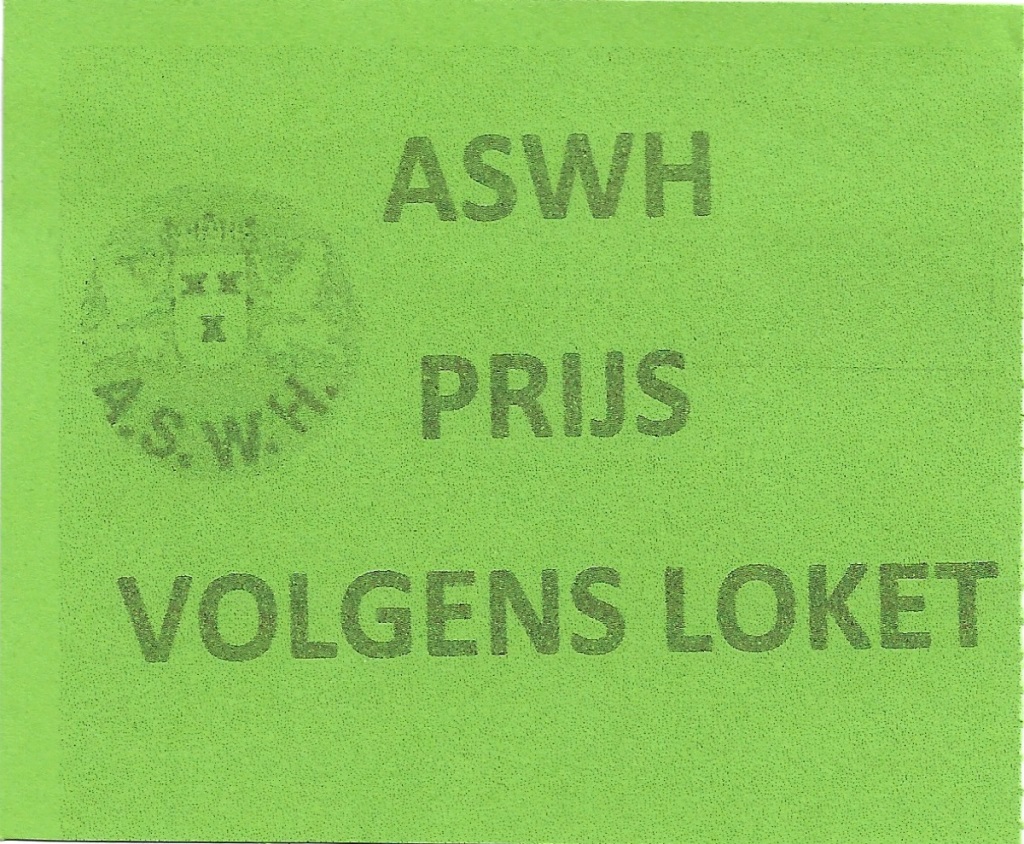 ASWH
A.S.W.H.
PRIJS
VOLGENS LOKET